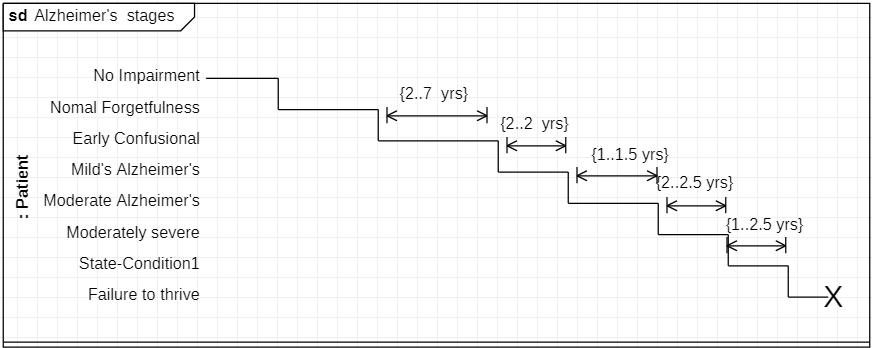 sd Alzheimer's stages
No Impairment
Nomal Forgetfulness
{2..7 yrs}
{2..2 yrs}
Early Confusional
{1..1.5 yrs}
Mild's Alzheimer's
{2..2.5 yrs}
Moderate Alzheimer's
{1..2.5 yrs}
Moderately severe
State-Condition1
Failure to thrive
X
: Patient